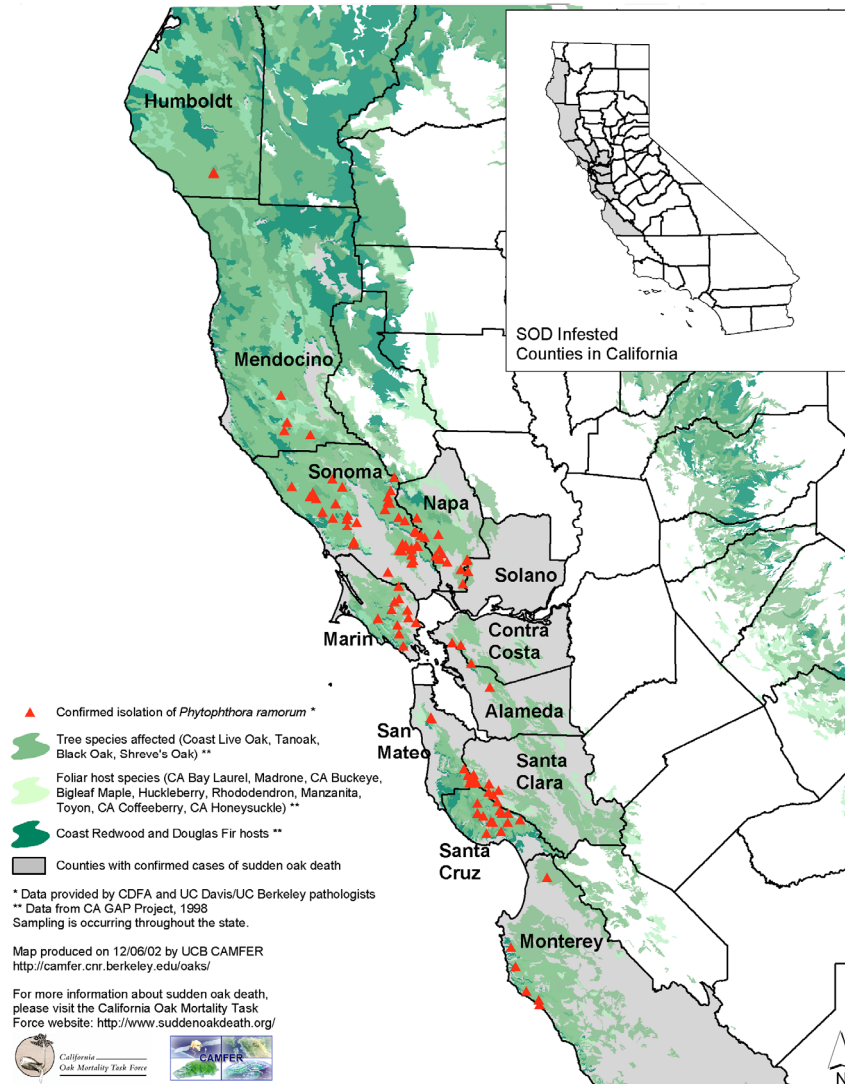 Humboldt
SOD Infested
Counties in California
Mendocino
Sonoma
Napa
Solano
Marin
Contra
Costa
Alameda
San
Mateo
Santa
Clara
Santa
Cruz
Monterey
Confirmed isolation of Phytophthora ramorum *
Tree species affected (Coast Live Oak, Tanoak,
Black Oak, Shreve's Oak) **
Foliar host species (CA Bay Laurel, Madrone, CA Buckeye,
Bigleaf Maple, Huckleberry, Rhododendron, Manzanita,
Toyon, CA Coffeeberry, CA Honeysuckle) **
Coast Redwood and Douglas Fir hosts **
Counties with confirmed cases of sudden oak death
* Data provided by CDFA and UC Davis/UC Berkeley pathologists
** Data from CA GAP Project, 1998
Sampling is occurring throughout the state.
Map produced on 12/06/02 by UCB CAMFER
http://camfer.cnr.berkeley.edu/oaks/
For more information about sudden oak death,
please visit the California Oak Mortality Task
Force website: http://www.suddenoakdeath.org/
California
Oak Mortality Task Force
CAMFER
N